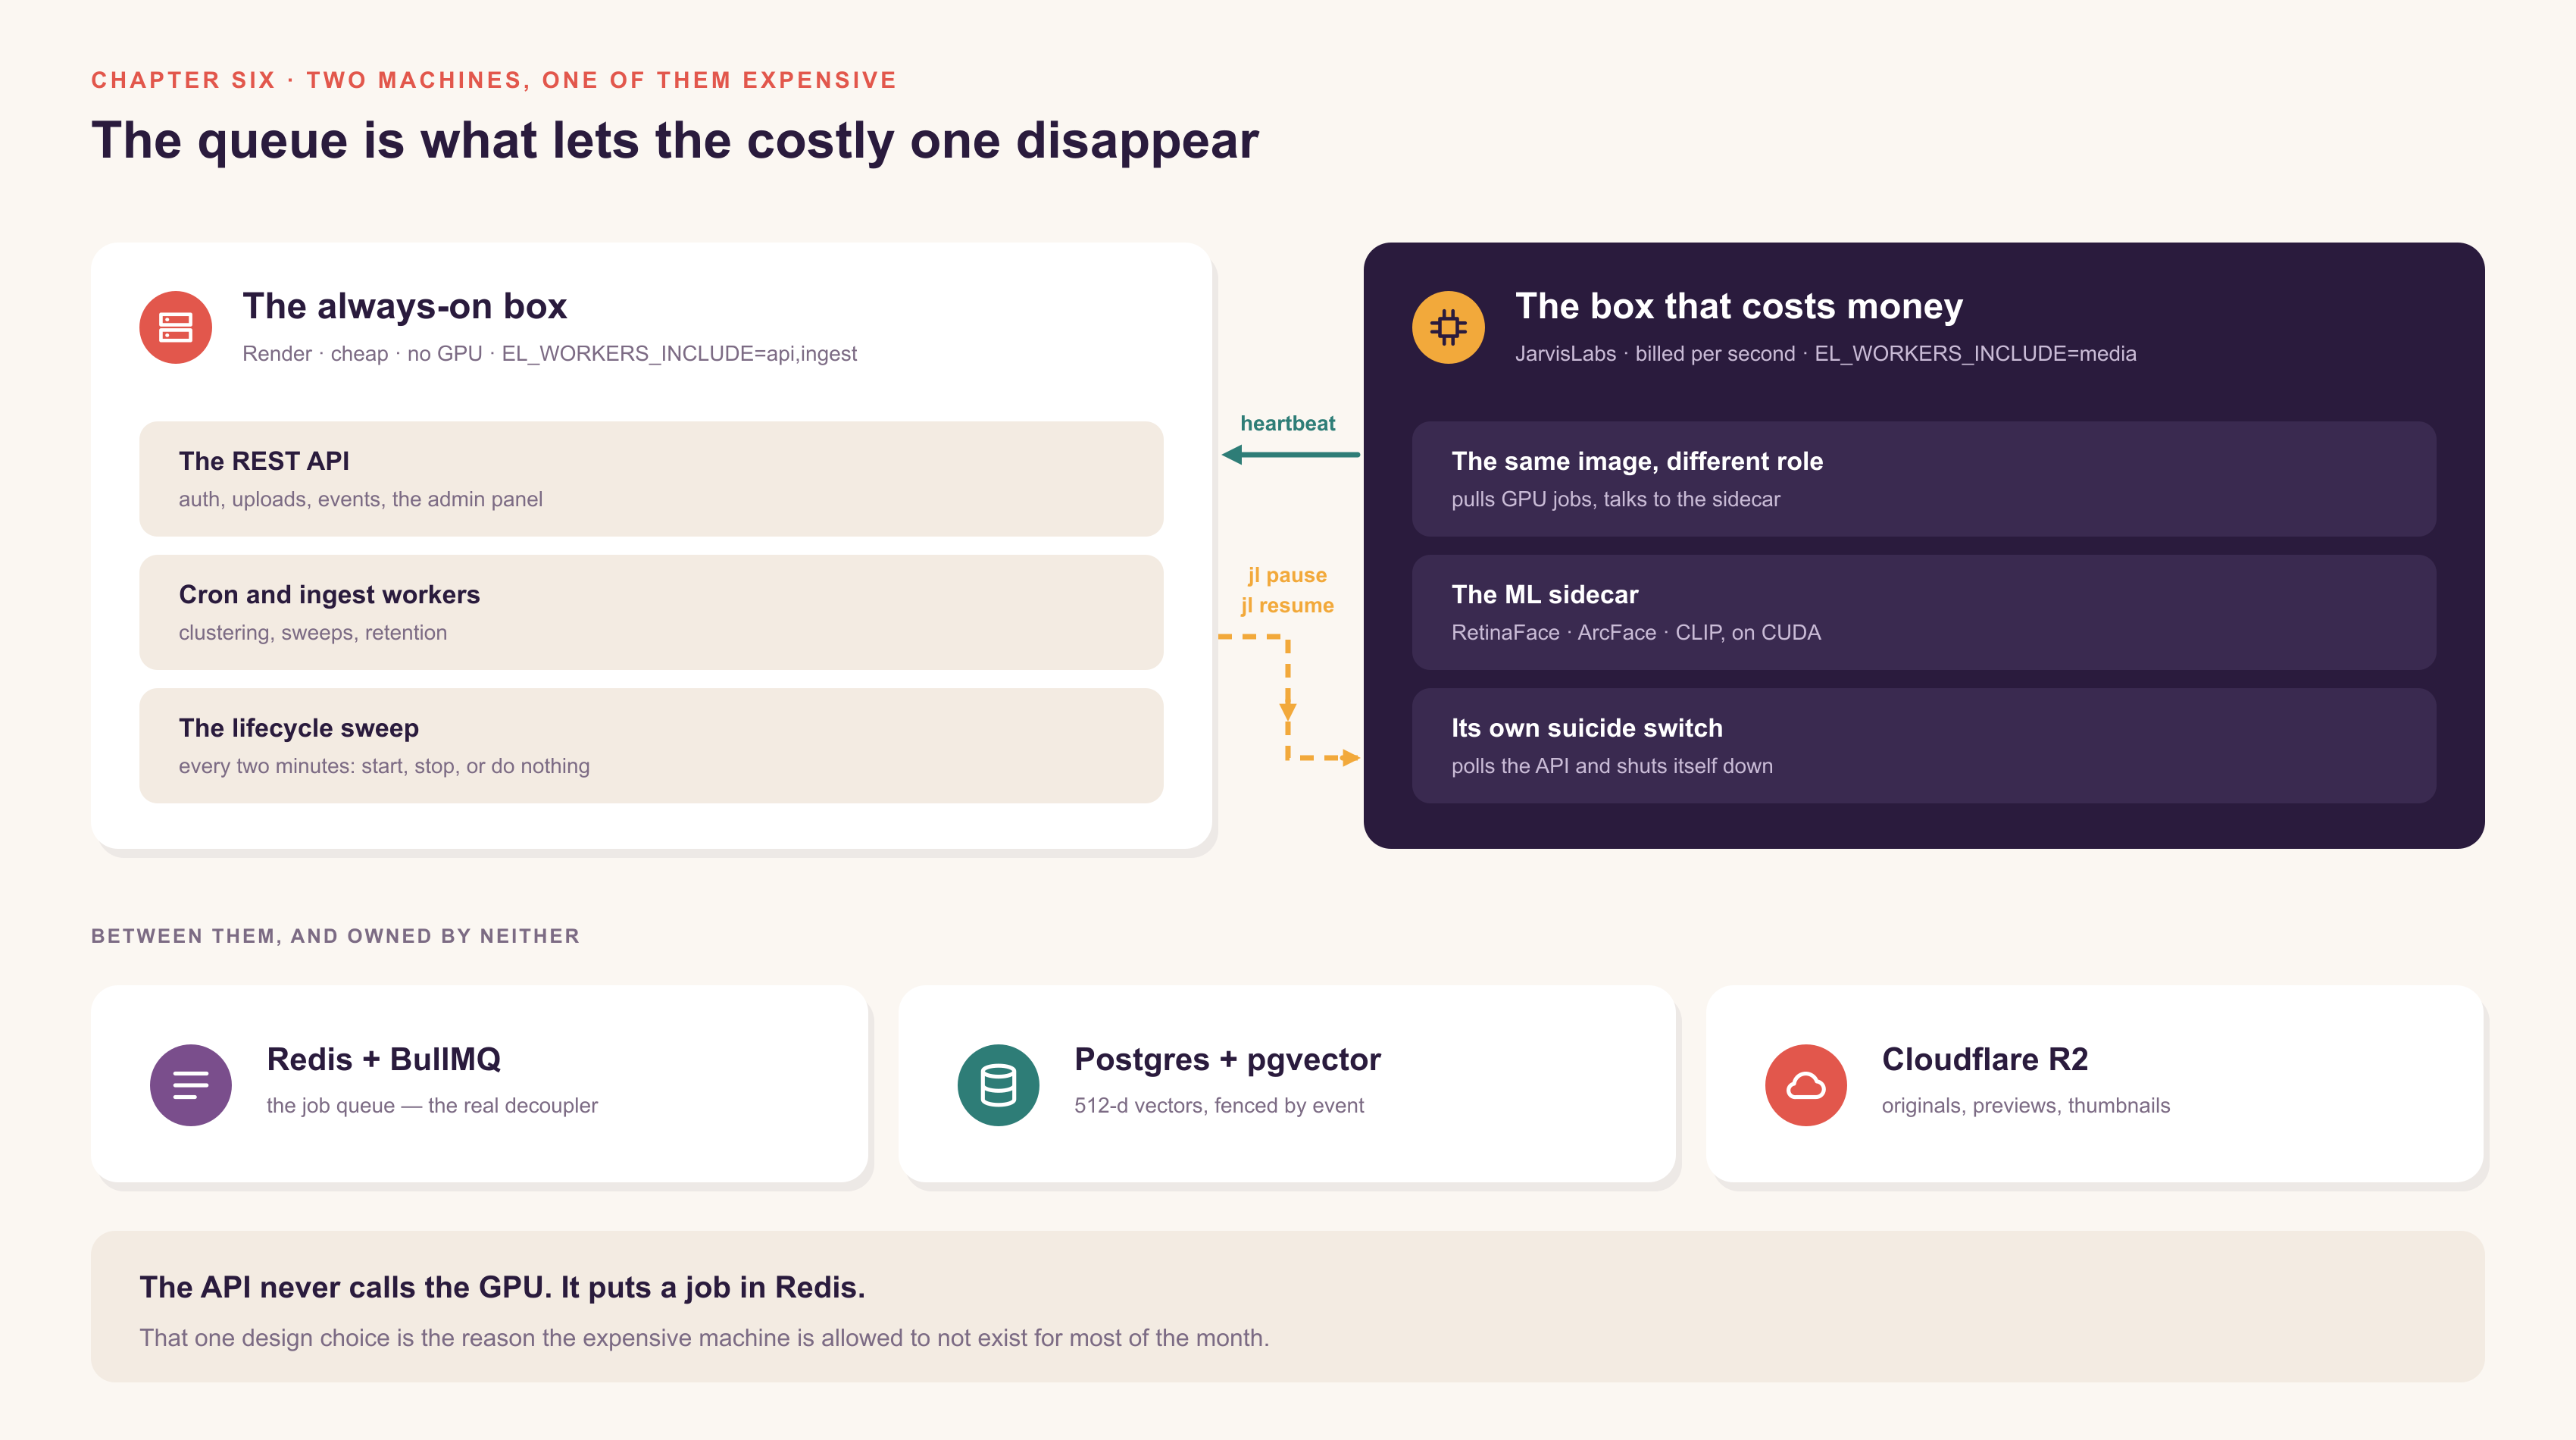 CHAPTER SIX · TWO MACHINES, ONE OF THEM EXPENSIVE
The queue is what lets the costly one disappear
The always-on box
Render · cheap · no GPU · EL_WORKERS_INCLUDE=api,ingest
The REST API
auth, uploads, events, the admin panel
Cron and ingest workers
clustering, sweeps, retention
The lifecycle sweep
every two minutes: start, stop, or do nothing
heartbeat
jl pause
jl resume
The box that costs money
JarvisLabs · billed per second · EL_WORKERS_INCLUDE=media
The same image, different role
pulls GPU jobs, talks to the sidecar
The ML sidecar
RetinaFace · ArcFace · CLIP, on CUDA
Its own suicide switch
polls the API and shuts itself down
BETWEEN THEM, AND OWNED BY NEITHER
Redis + BullMQ
the job queue — the real decoupler
Postgres + pgvector
512-d vectors, fenced by event
Cloudflare R2
originals, previews, thumbnails
The API never calls the GPU. It puts a job in Redis.
That one design choice is the reason the expensive machine is allowed to not exist for most of the month.